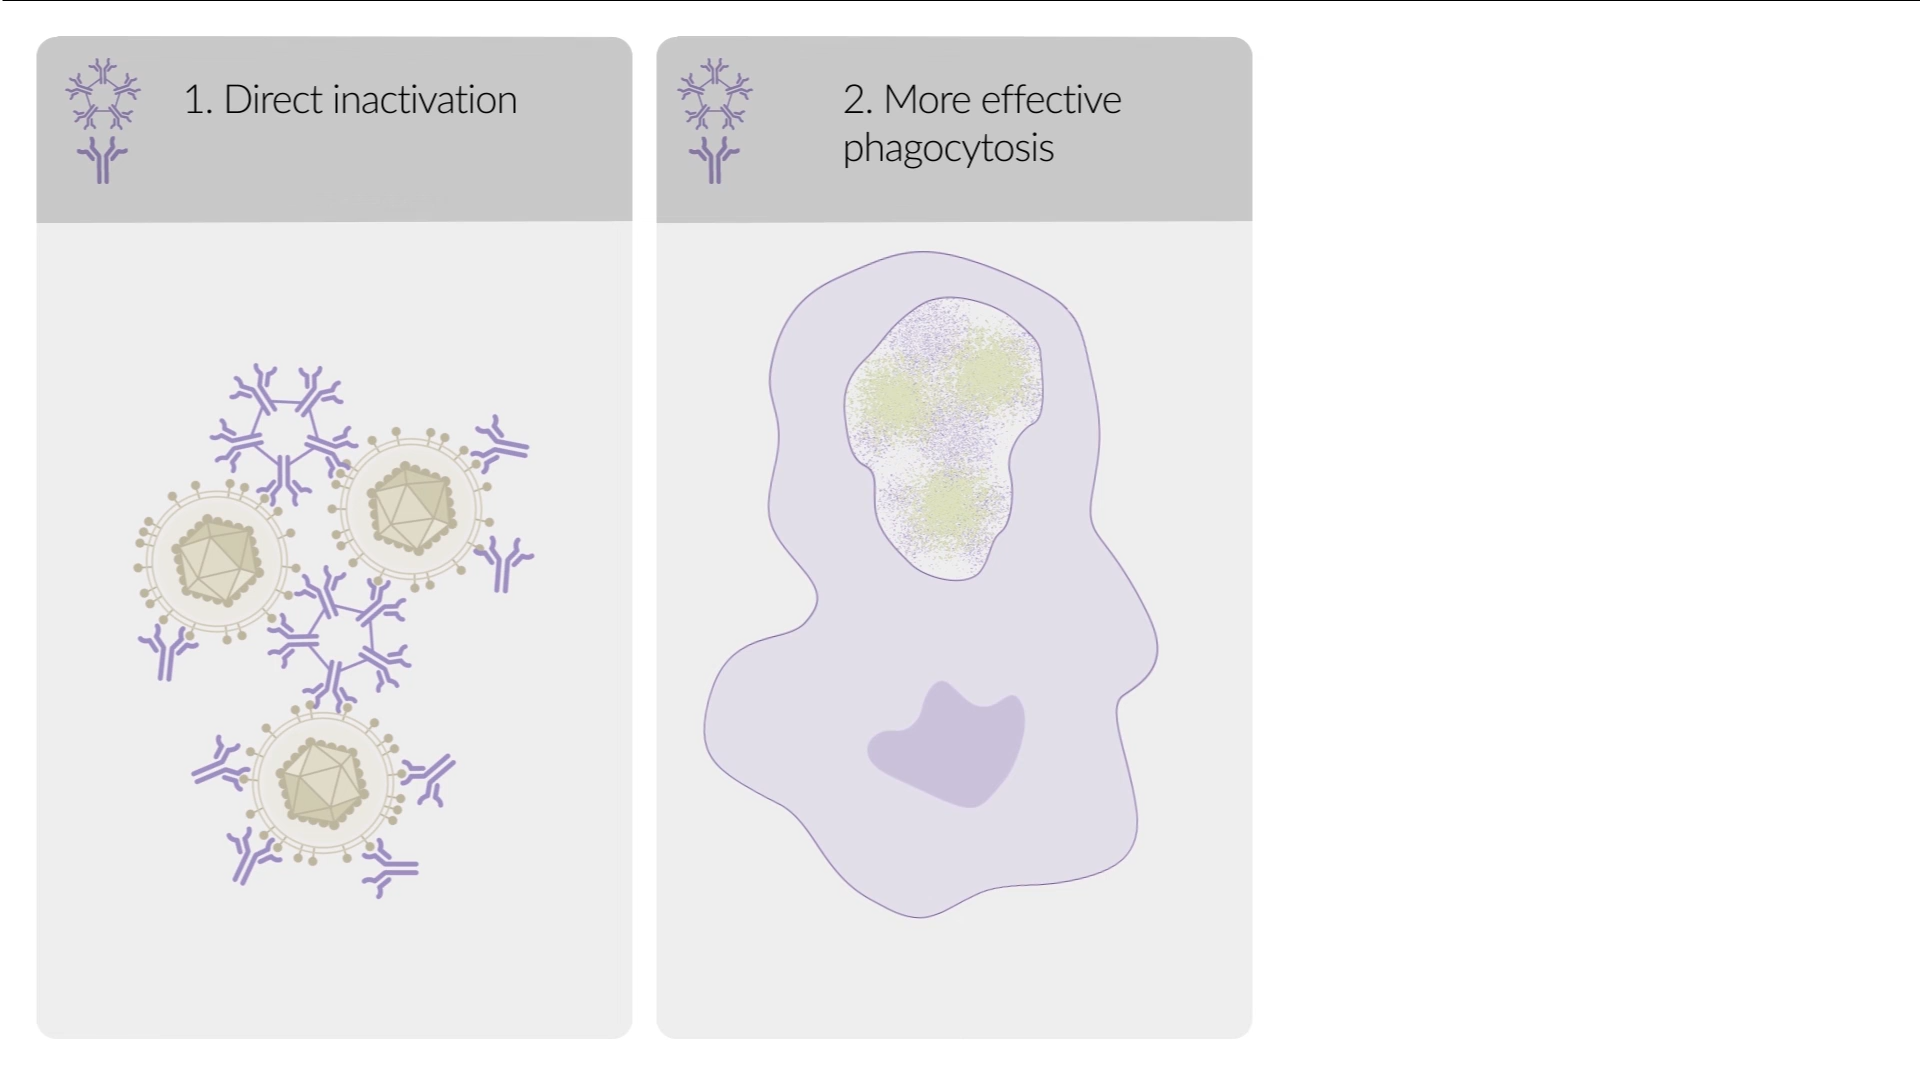 1. Direct inactivation
2. More effective
phagocytosis